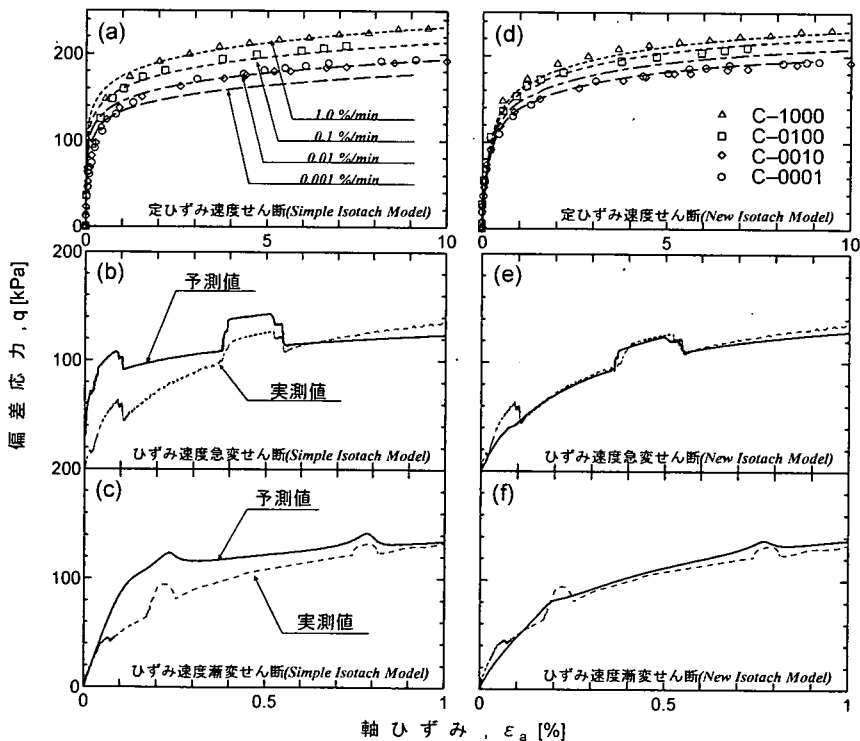 (a)
200
100
0
1.0 %/min
0.1 %/min
0.01 %/min
0.001 %/min
定ひずみ速度せん断(Simple Isotach Model)
0
5
10
(d)
△ C-1000
□ C-0100
◇ C-0010
○ C-0001
定ひずみ速度せん断(New Isotach Model)
0
5
10
200
(b)
予測値
100
実測値
ひずみ速度急変せん断(Simple Isotach Model)
(e)
ひずみ速度急変せん断(New Isotach Model)
200
(c)
予測値
100
実測値
0
ひずみ速度漸変せん断(Simple Isotach Model)
0
0.5
1
(f)
ひずみ速度漸変せん断(New Isotach Model)
0
0.5
1
偏差応力, q [kPa]
軸ひずみ, εa [%]